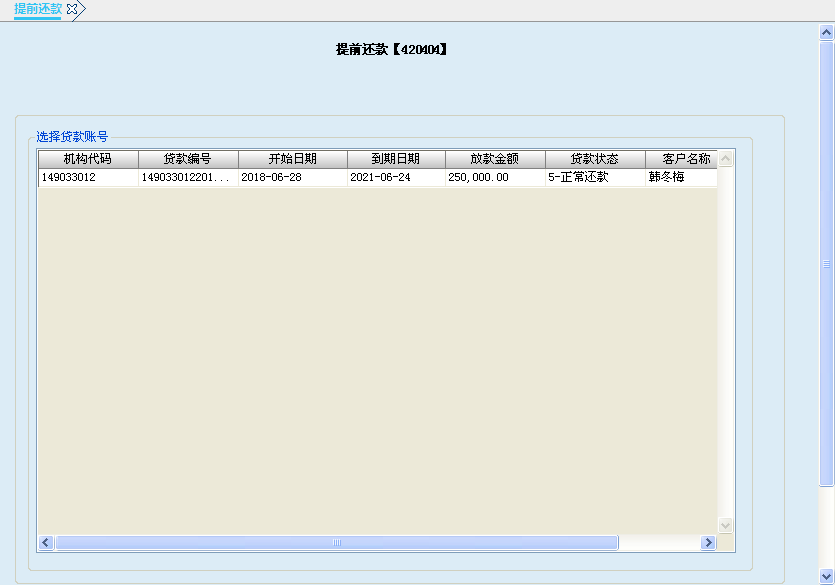 提前还款
提前还款【420404】
选择贷款账号
机构代码 贷款编号 开始日期 到期日期 放款金额 贷款状态 客户名称
149033012 149033012201... 2018-06-28 2021-06-24 250,000.00 5-正常还款 韩冬梅